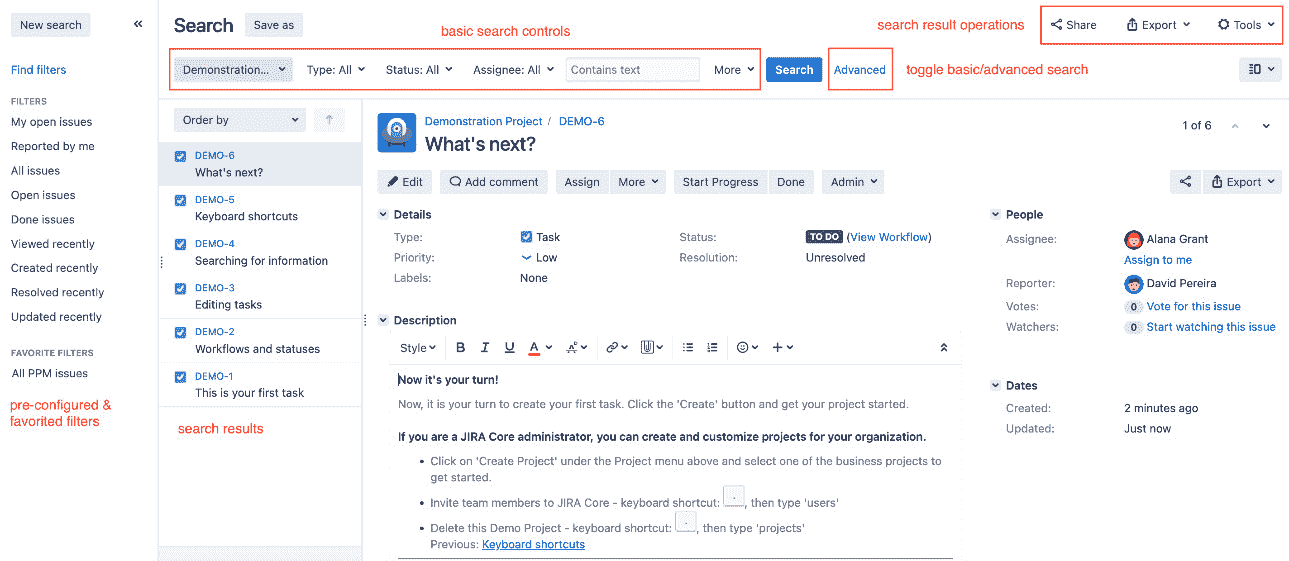 New search
«
Search
Save as
basic search controls
search result operations
Share
Export
Tools
Find filters
Demonstration...
Type: All
Status: All
Assignee: All
Contains text
More
Search
Advanced
toggle basic/advanced search
FILTERS
My open issues
Reported by me
All issues
Open issues
Done issues
Viewed recently
Created recently
Resolved recently
Updated recently
FAVORITE FILTERS
All PPM issues
pre-configured &
favorited filters
Order by
DEMO-6
What's next?
DEMO-5
Keyboard shortcuts
DEMO-4
Searching for information
DEMO-3
Editing tasks
DEMO-2
Workflows and statuses
DEMO-1
This is your first task
search results
Demonstration Project / DEMO-6
What's next?
1 of 6
Edit
Add comment
Assign
More
Start Progress
Done
Admin
Export
Details
Type: Task
Status: TO DO (View Workflow)
Priority: Low
Resolution: Unresolved
Labels: None
Description
Style
B I U A
Now it's your turn!
Now, it is your turn to create your first task. Click the 'Create' button and get your project started.
If you are a JIRA Core administrator, you can create and customize projects for your organization.
• Click on 'Create Project' under the Project menu above and select one of the business projects to
get started.
• Invite team members to JIRA Core - keyboard shortcut: . , then type 'users'
• Delete this Demo Project - keyboard shortcut: . , then type 'projects'
Previous: Keyboard shortcuts
People
Assignee: Alana Grant
Assign to me
Reporter: David Pereira
Votes: 0 Vote for this issue
Watchers: 0 Start watching this issue
Dates
Created: 2 minutes ago
Updated: Just now